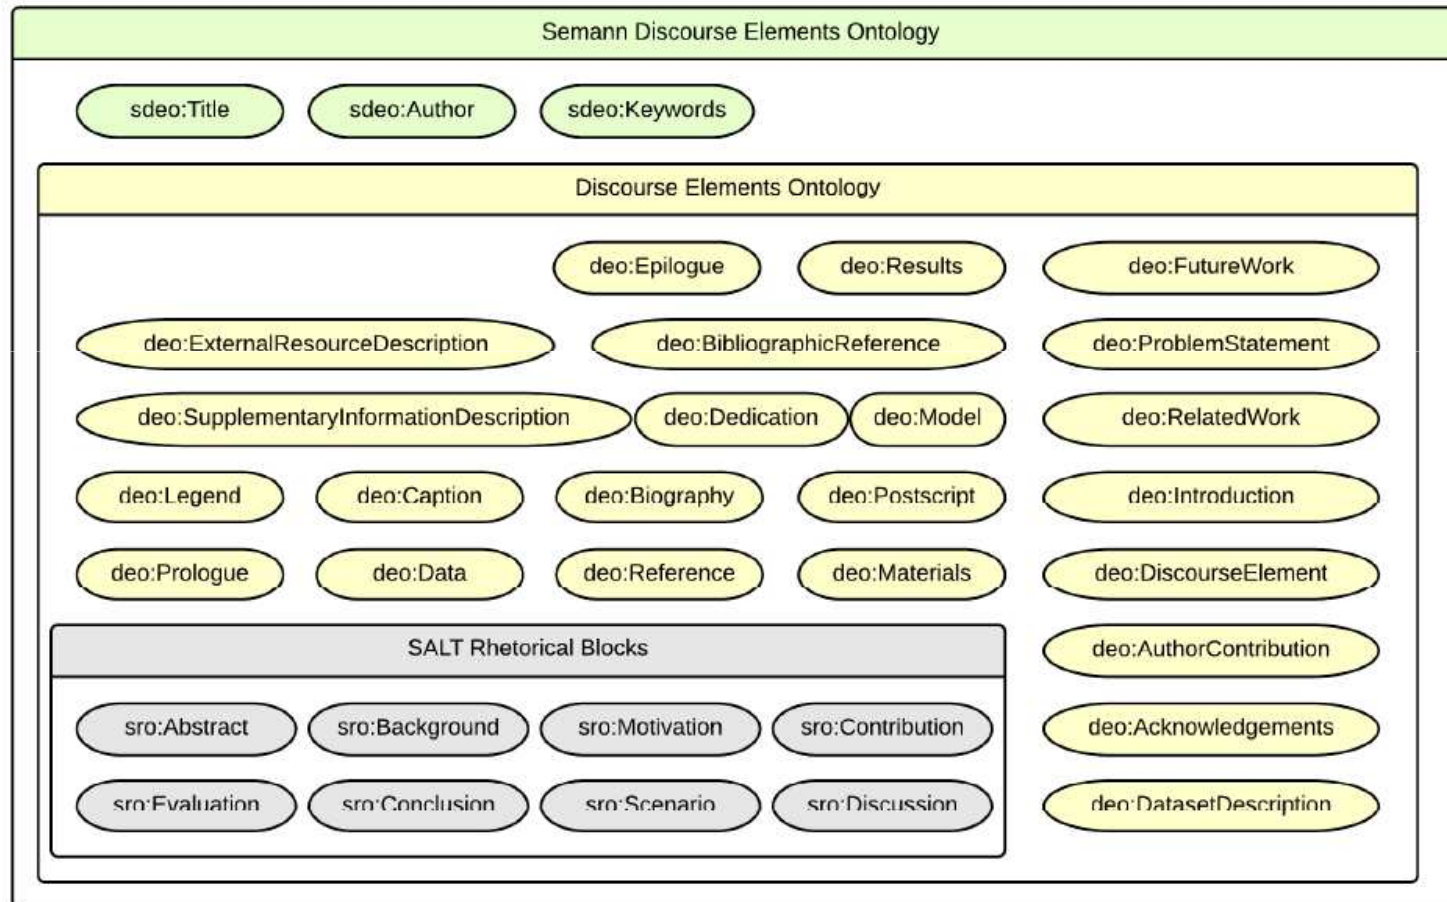 Semann Discourse Elements Ontology
sdeo:Title sdeo:Author sdeo:Keywords
Discourse Elements Ontology
deo:Epilogue deo:Results deo:FutureWork
deo:ExternalResourceDescription deo:BibliographicReference deo:ProblemStatement
deo:SupplementaryInformationDescription deo:Dedication deo:Model deo:RelatedWork
deo:Legend deo:Caption deo:Biography deo:Postscript deo:Introduction
deo:Prologue deo:Data deo:Reference deo:Materials deo:DiscourseElement
SALT Rhetorical Blocks deo:AuthorContribution
sro:Abstract sro:Background sro:Motivation sro:Contribution deo:Acknowledgements
sro:Evaluation sro:Conclusion sro:Scenario sro:Discussion deo:DatasetDescription